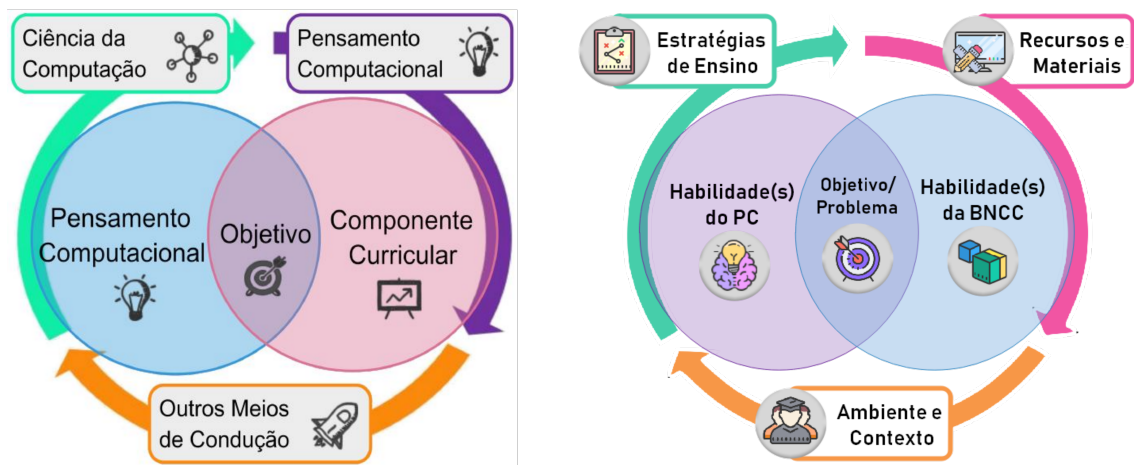 Ciência da
Computação
Pensamento
Computacional
Pensamento
Computacional
Objetivo
Componente
Curricular
Outros Meios
de Condução
Estratégias
de Ensino
Recursos e
Materiais
Habilidade(s)
do PC
Objetivo/
Problema
Habilidade(s)
da BNCC
Ambiente e
Contexto